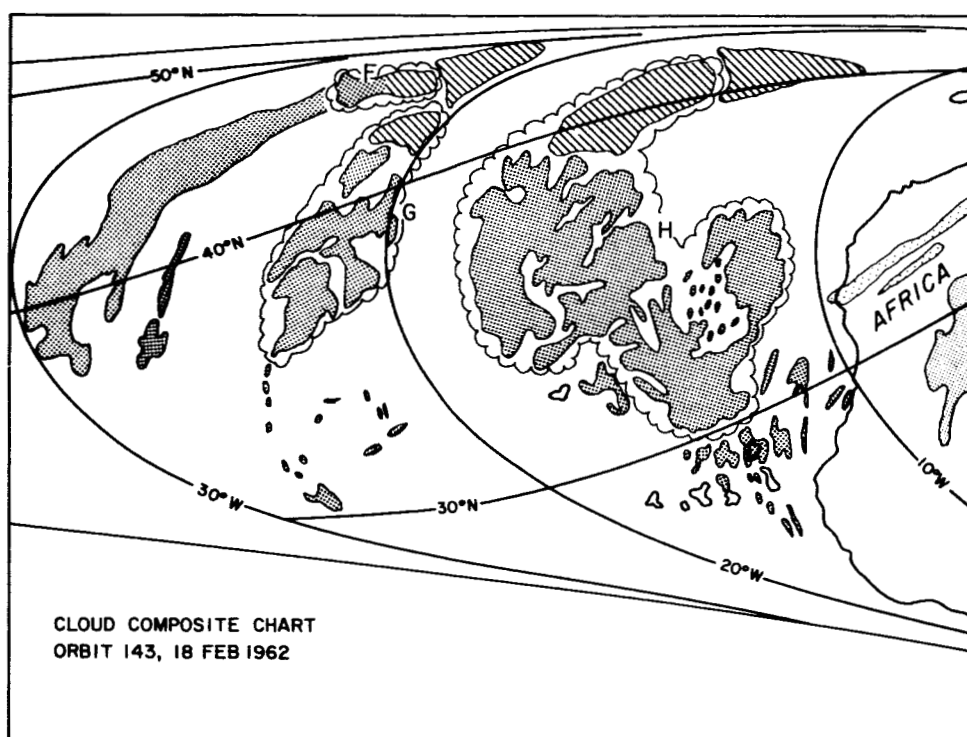 50°N
F
G
40°N
H
AFRICA
10°W
30°W
30°N
20°W
CLOUD COMPOSITE CHART
ORBIT 143, 18 FEB 1962